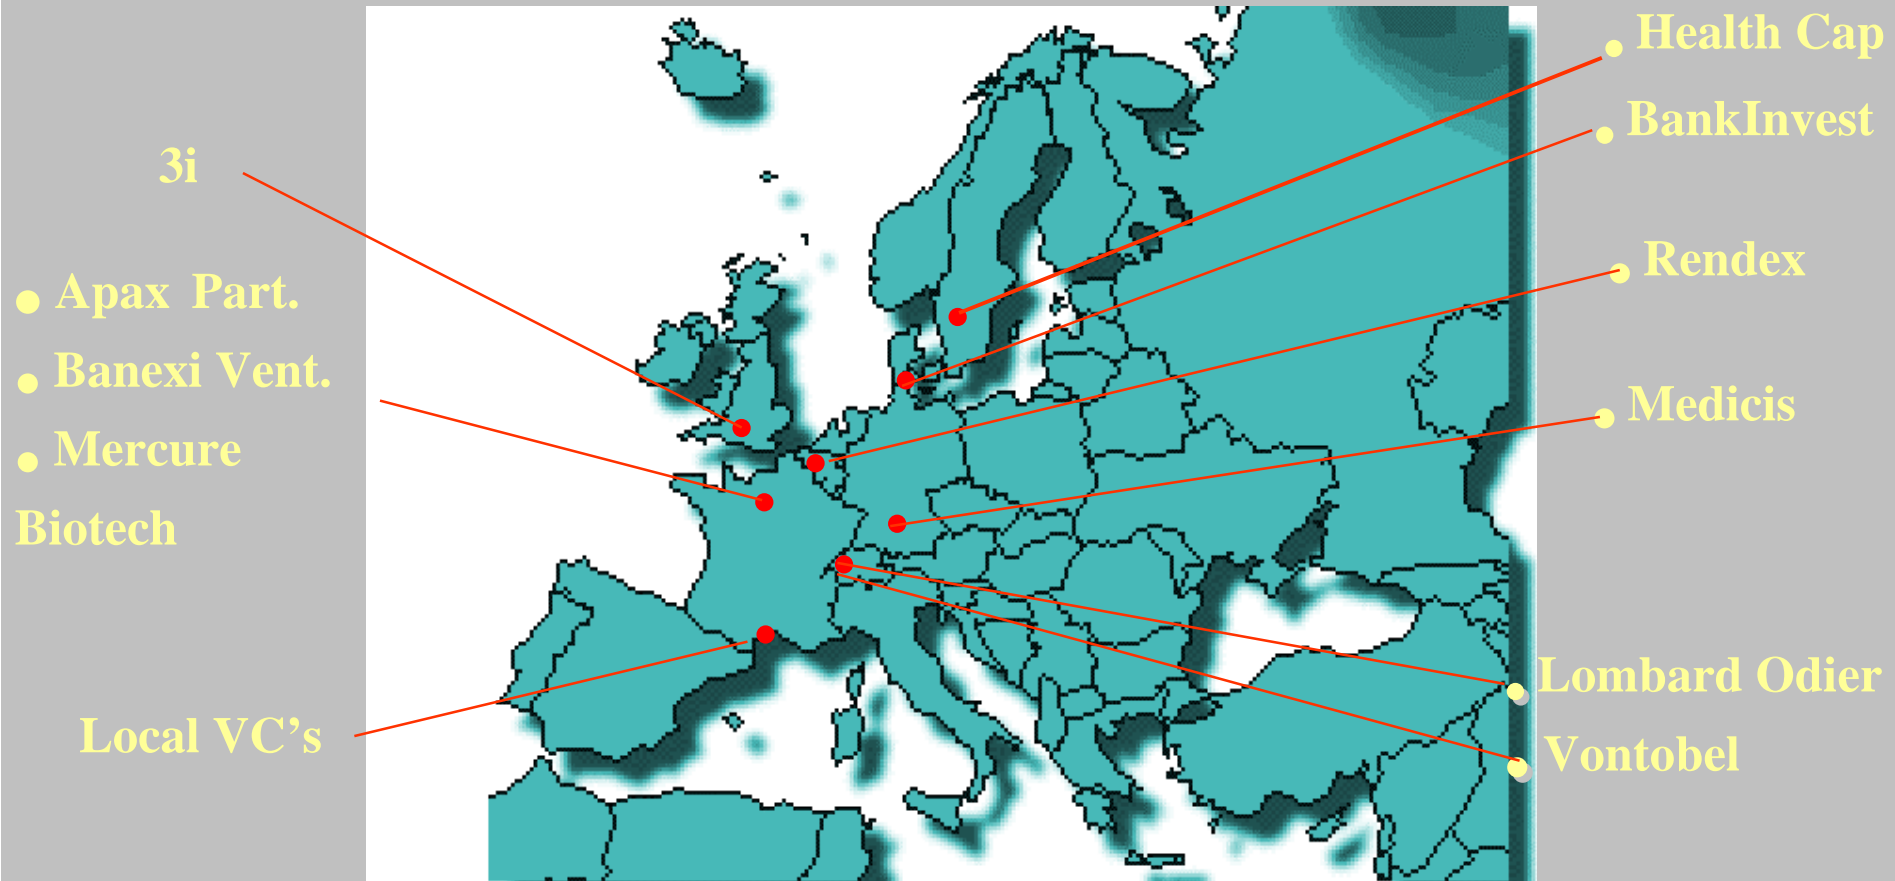 3i
Apax Part.
Banexi Vent.
Mercure
Biotech
Local VC’s
Health Cap
BankInvest
Rendex
Medicis
Lombard Odier
Vontobel